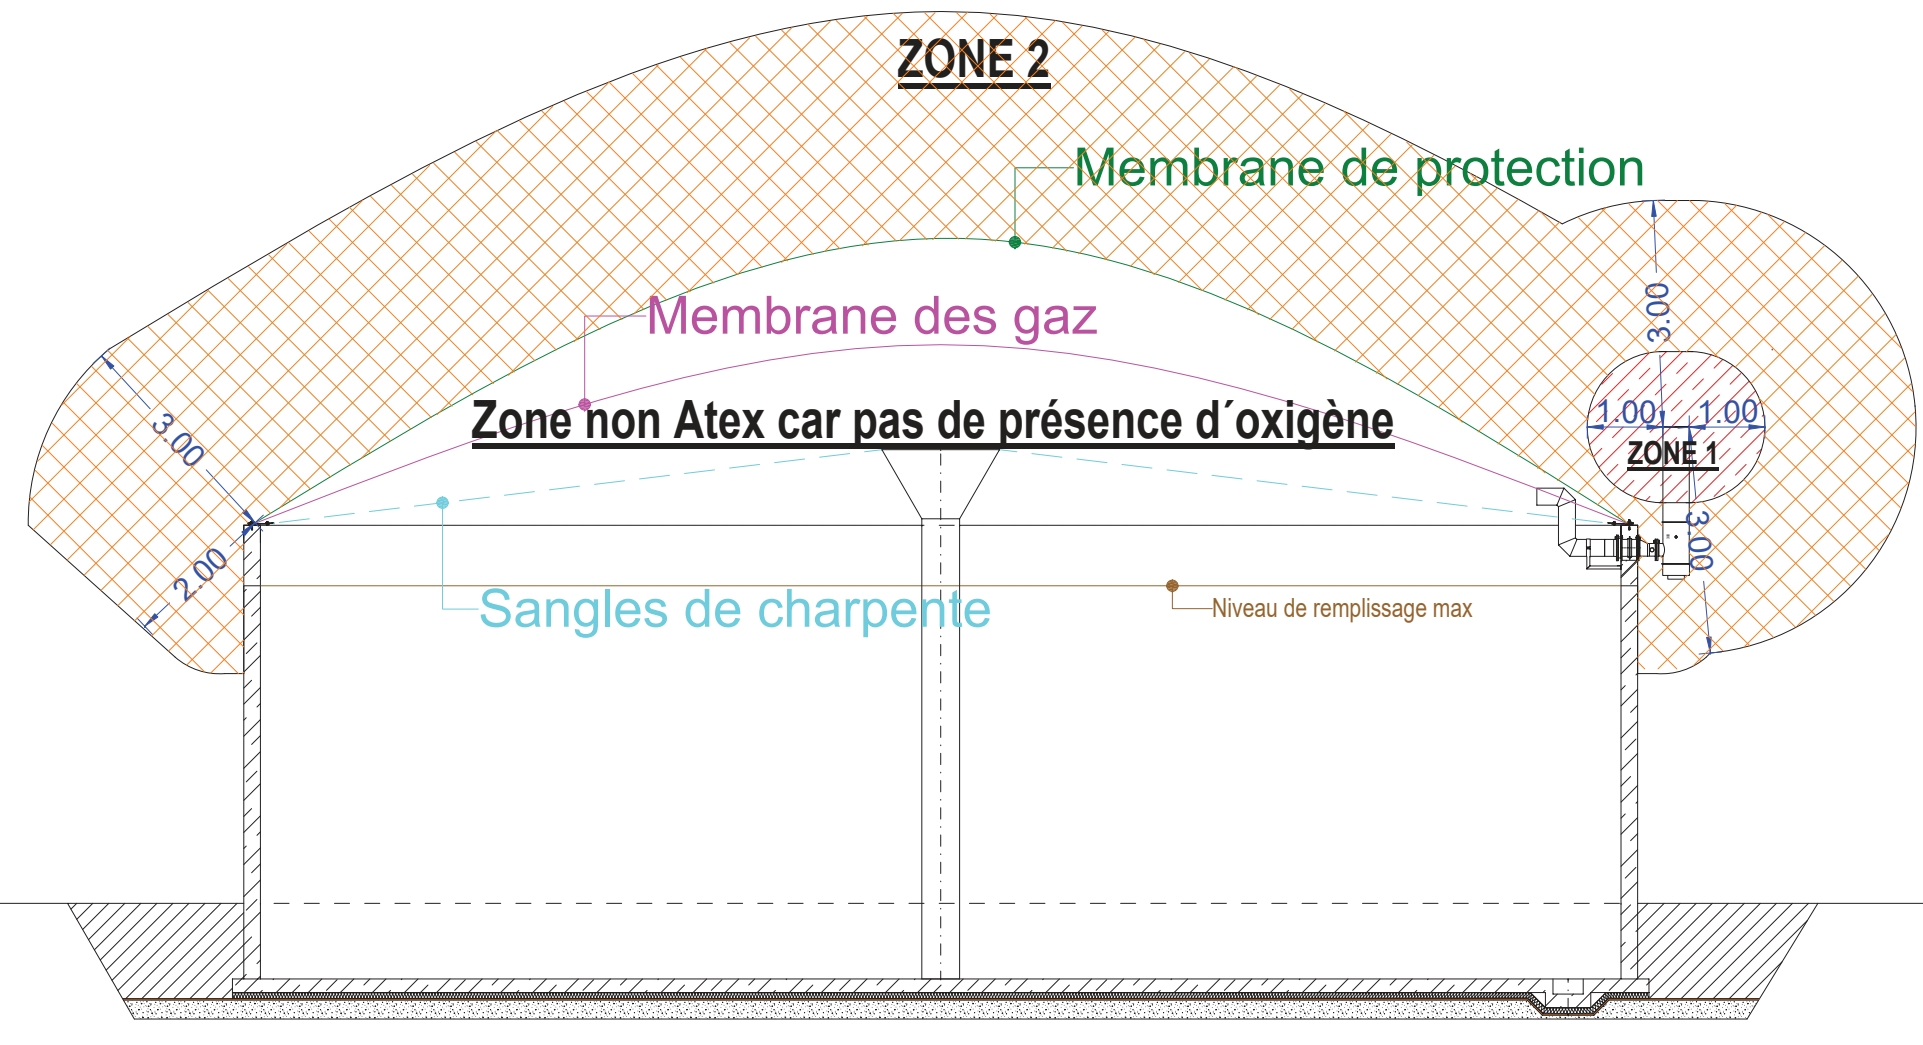 ZONE 2
Membrane de protection
Membrane des gaz
3.00
Zone non Atex car pas de présence d´oxigène
1.00 1.00
3.00
ZONE 1
3.00
2.00
Sangles de charpente
Niveau de remplissage max